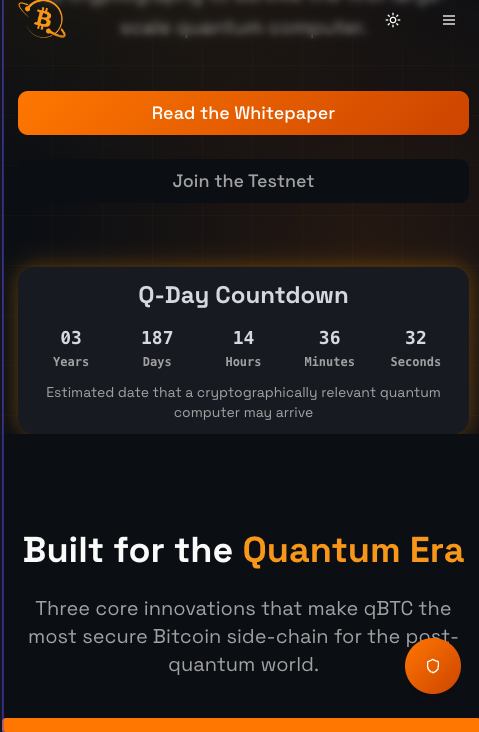 scale quantum computer.
Read the Whitepaper
Join the Testnet
Q-Day Countdown
03 187 14 36 32
Years Days Hours Minutes Seconds
Estimated date that a cryptographically relevant quantum
computer may arrive
Built for the Quantum Era
Three core innovations that make qBTC the
most secure Bitcoin side-chain for the post-
quantum world.